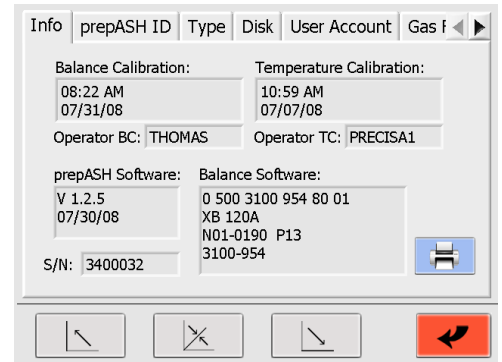 Info prepASH ID Type Disk User Account Gas
Balance Calibration: Temperature Calibration:
08:22 AM 10:59 AM
07/31/08 07/07/08
Operator BC: THOMAS Operator TC: PRECISA1
prepASH Software: Balance Software:
V 1.2.5 0 500 3100 954 80 01
07/30/08 XB 120A
N01-0190 P13
S/N: 3400032 3100-954